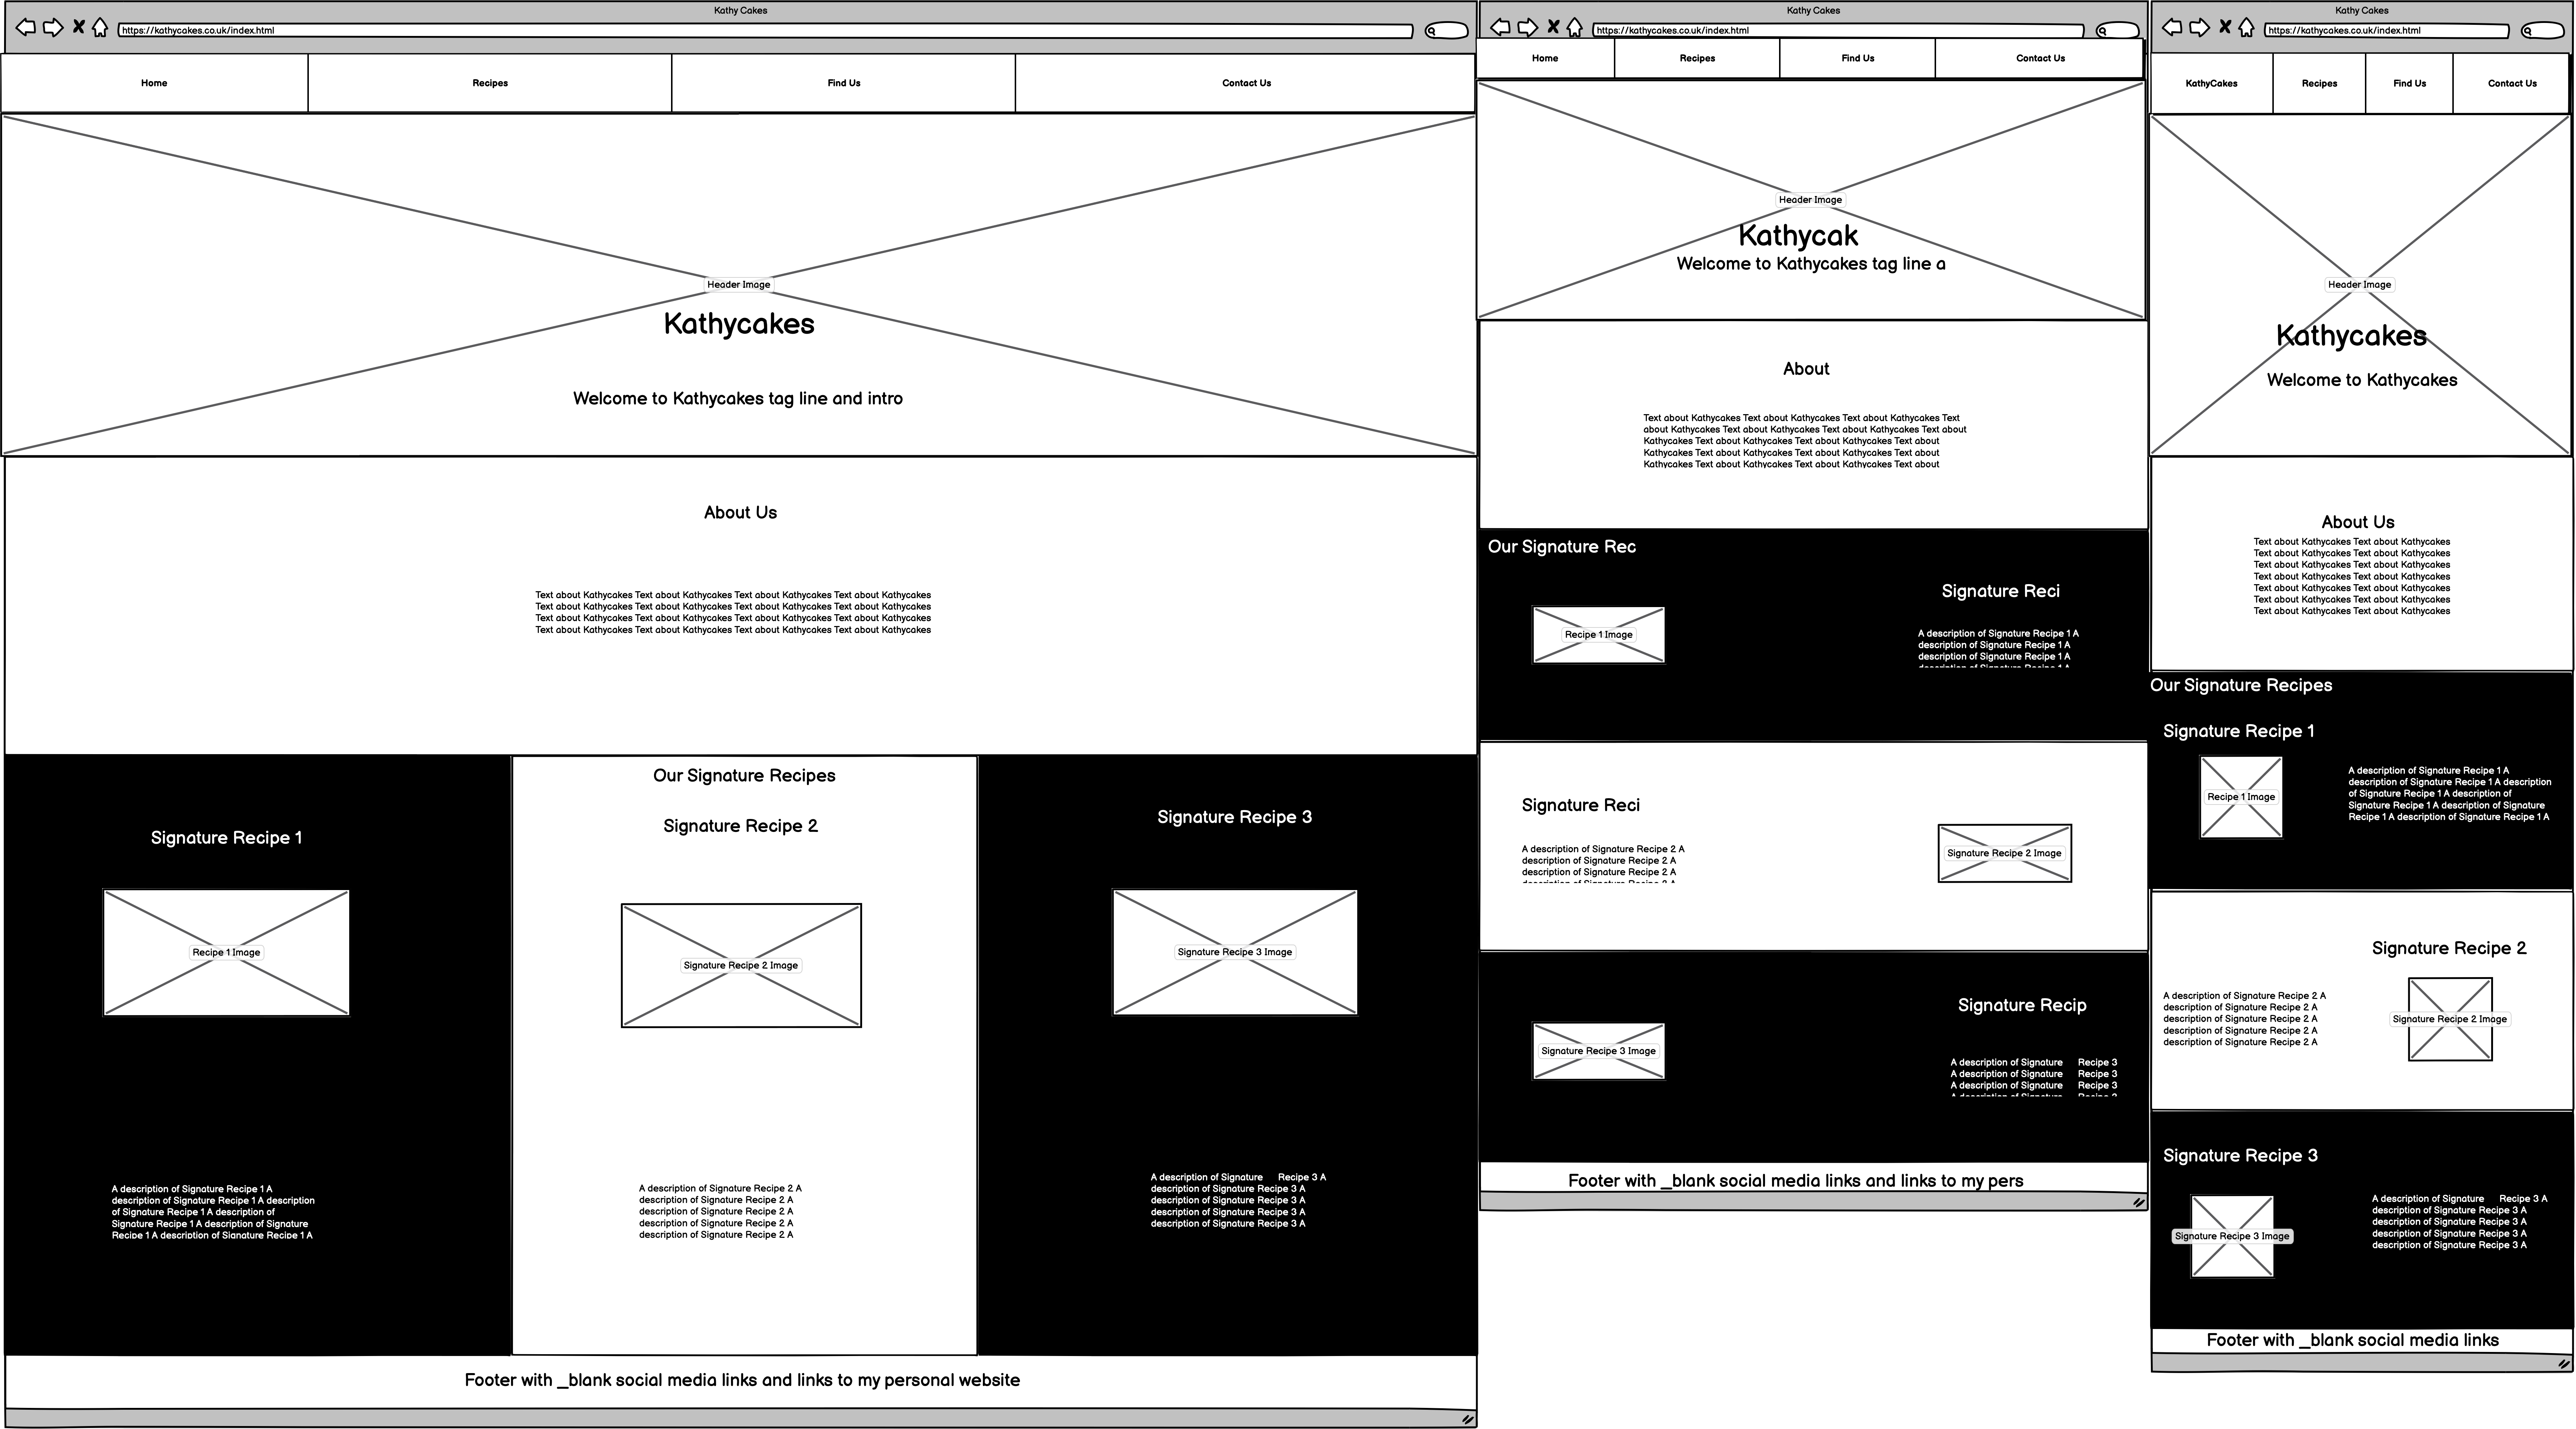 Kathy Cakes
https://kathycakes.co.uk/index.html
Home
Recipes
Find Us
Contact Us
Header Image
Kathycakes
Welcome to Kathycakes tag line and intro
About Us
Text about Kathycakes Text about Kathycakes Text about Kathycakes Text about Kathycakes
Text about Kathycakes Text about Kathycakes Text about Kathycakes Text about Kathycakes
Text about Kathycakes Text about Kathycakes Text about Kathycakes Text about Kathycakes
Text about Kathycakes Text about Kathycakes Text about Kathycakes Text about Kathycakes
Signature Recipe 1
Recipe 1 Image
A description of Signature Recipe 1 A
description of Signature Recipe 1 A description
of Signature Recipe 1 A description of
Signature Recipe 1 A description of Signature
Recipe 1 A description of Signature Recipe 1 A
Our Signature Recipes
Signature Recipe 2
Signature Recipe 2 Image
A description of Signature Recipe 2 A
description of Signature Recipe 2 A
description of Signature Recipe 2 A
description of Signature Recipe 2 A
description of Signature Recipe 2 A
Signature Recipe 3
Signature Recipe 3 Image
A description of Signature Recipe 3 A
description of Signature Recipe 3 A
description of Signature Recipe 3 A
description of Signature Recipe 3 A
description of Signature Recipe 3 A
Footer with _blank social media links and links to my personal website
Kathy Cakes
https://kathycakes.co.uk/index.html
Home
Recipes
Find Us
Contact Us
Header Image
Kathycak
Welcome to Kathycakes tag line a
About
Text about Kathycakes Text about Kathycakes Text about Kathycakes Text
about Kathycakes Text about Kathycakes Text about Kathycakes Text about
Kathycakes Text about Kathycakes Text about Kathycakes Text about
Kathycakes Text about Kathycakes Text about Kathycakes Text about
Kathycakes Text about Kathycakes Text about Kathycakes Text about
Our Signature Rec
Recipe 1 Image
Signature Reci
A description of Signature Recipe 1 A
description of Signature Recipe 1 A
description of Signature Recipe 1 A
description of Signature Recipe 1 A
Signature Reci
A description of Signature Recipe 2 A
description of Signature Recipe 2 A
description of Signature Recipe 2 A
description of Signature Recipe 2 A
Signature Recipe 2 Image
Signature Recipe 3 Image
Signature Recip
A description of Signature Recipe 3
A description of Signature Recipe 3
A description of Signature Recipe 3
A description of Signature Recipe 3
Footer with _blank social media links and links to my pers
Kathy Cakes
https://kathycakes.co.uk/index.html
KathyCakes
Recipes
Find Us
Contact Us
Header Image
Kathycakes
Welcome to Kathycakes
About Us
Text about Kathycakes Text about Kathycakes
Text about Kathycakes Text about Kathycakes
Text about Kathycakes Text about Kathycakes
Text about Kathycakes Text about Kathycakes
Text about Kathycakes Text about Kathycakes
Text about Kathycakes Text about Kathycakes
Text about Kathycakes Text about Kathycakes
Our Signature Recipes
Signature Recipe 1
Recipe 1 Image
A description of Signature Recipe 1 A
description of Signature Recipe 1 A description
of Signature Recipe 1 A description of
Signature Recipe 1 A description of Signature
Recipe 1 A description of Signature Recipe 1 A
Signature Recipe 2
A description of Signature Recipe 2 A
description of Signature Recipe 2 A
description of Signature Recipe 2 A
description of Signature Recipe 2 A
description of Signature Recipe 2 A
Signature Recipe 2 Image
Signature Recipe 3
Signature Recipe 3 Image
A description of Signature Recipe 3 A
description of Signature Recipe 3 A
description of Signature Recipe 3 A
description of Signature Recipe 3 A
description of Signature Recipe 3 A
Footer with _blank social media links